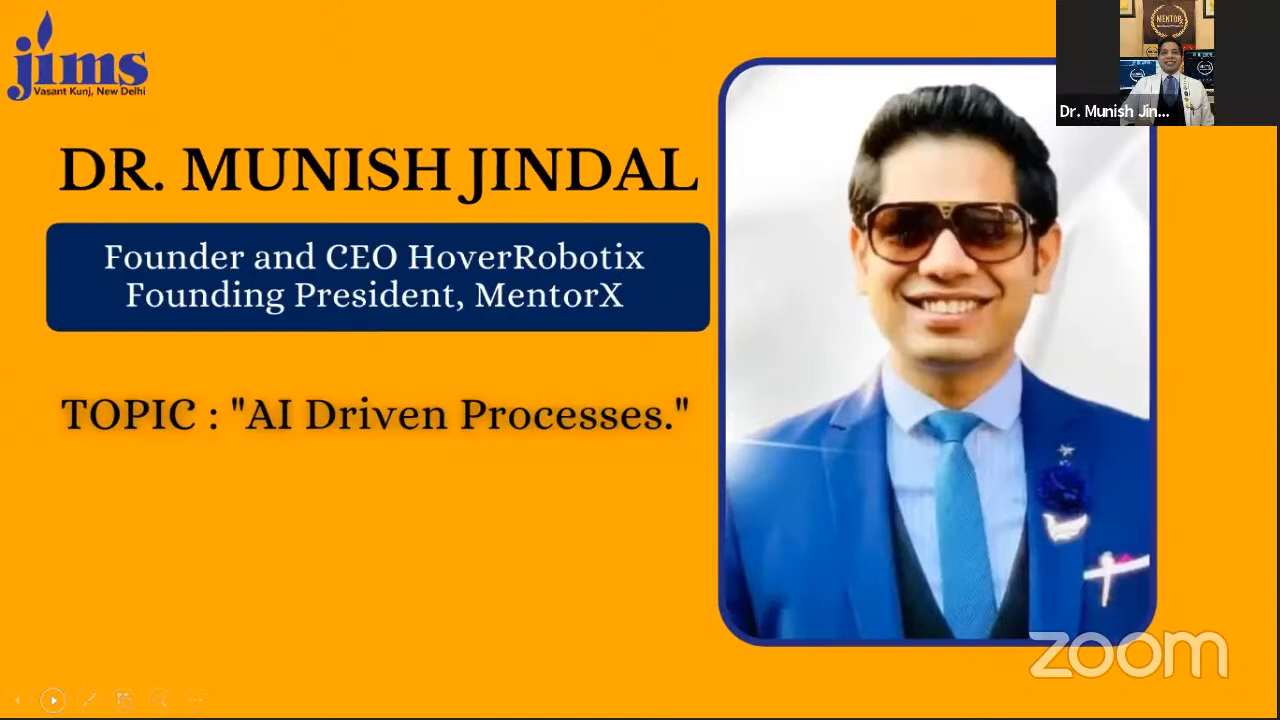 jims
Vasant Kunj, New Delhi
DR. MUNISH JINDAL
Founder and CEO HoverRobotix
Founding President, MentorX
TOPIC : "AI Driven Processes."
MENTOR
Dr. Munish Jin...
zoom